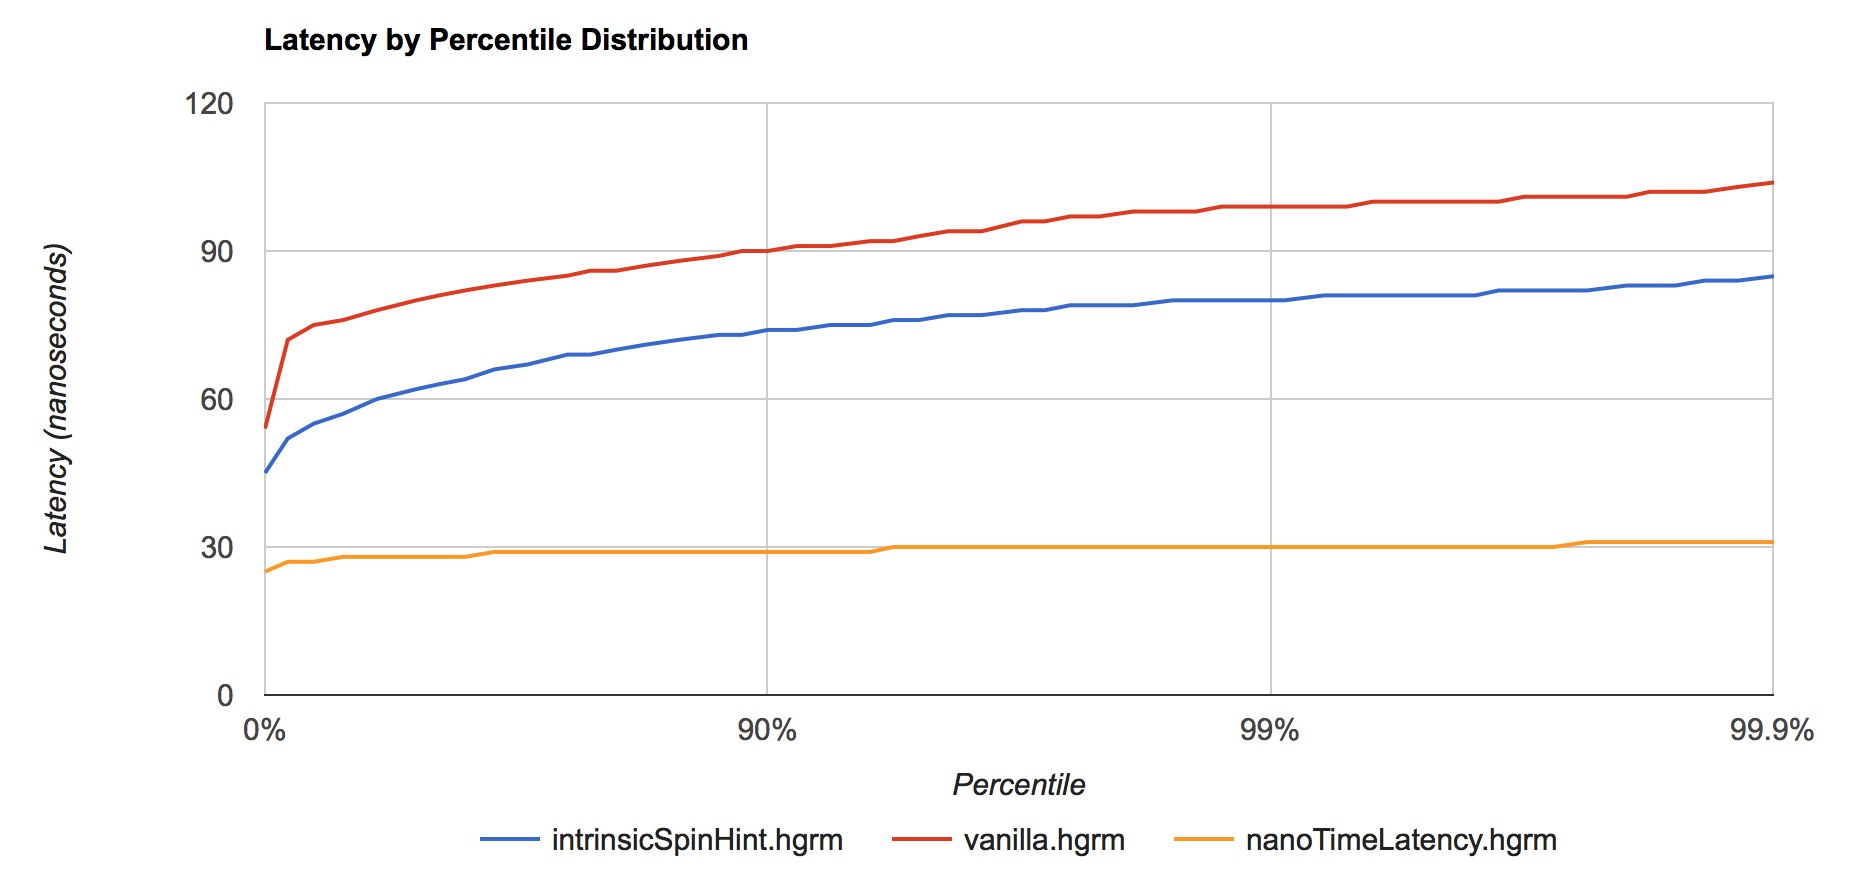 Latency by Percentile Distribution
120
90
60
30
0
Latency (nanoseconds)
0% 90% 99% 99.9%
Percentile
intrinsicSpinHint.hgrm vanilla.hgrm nanoTimeLatency.hgrm